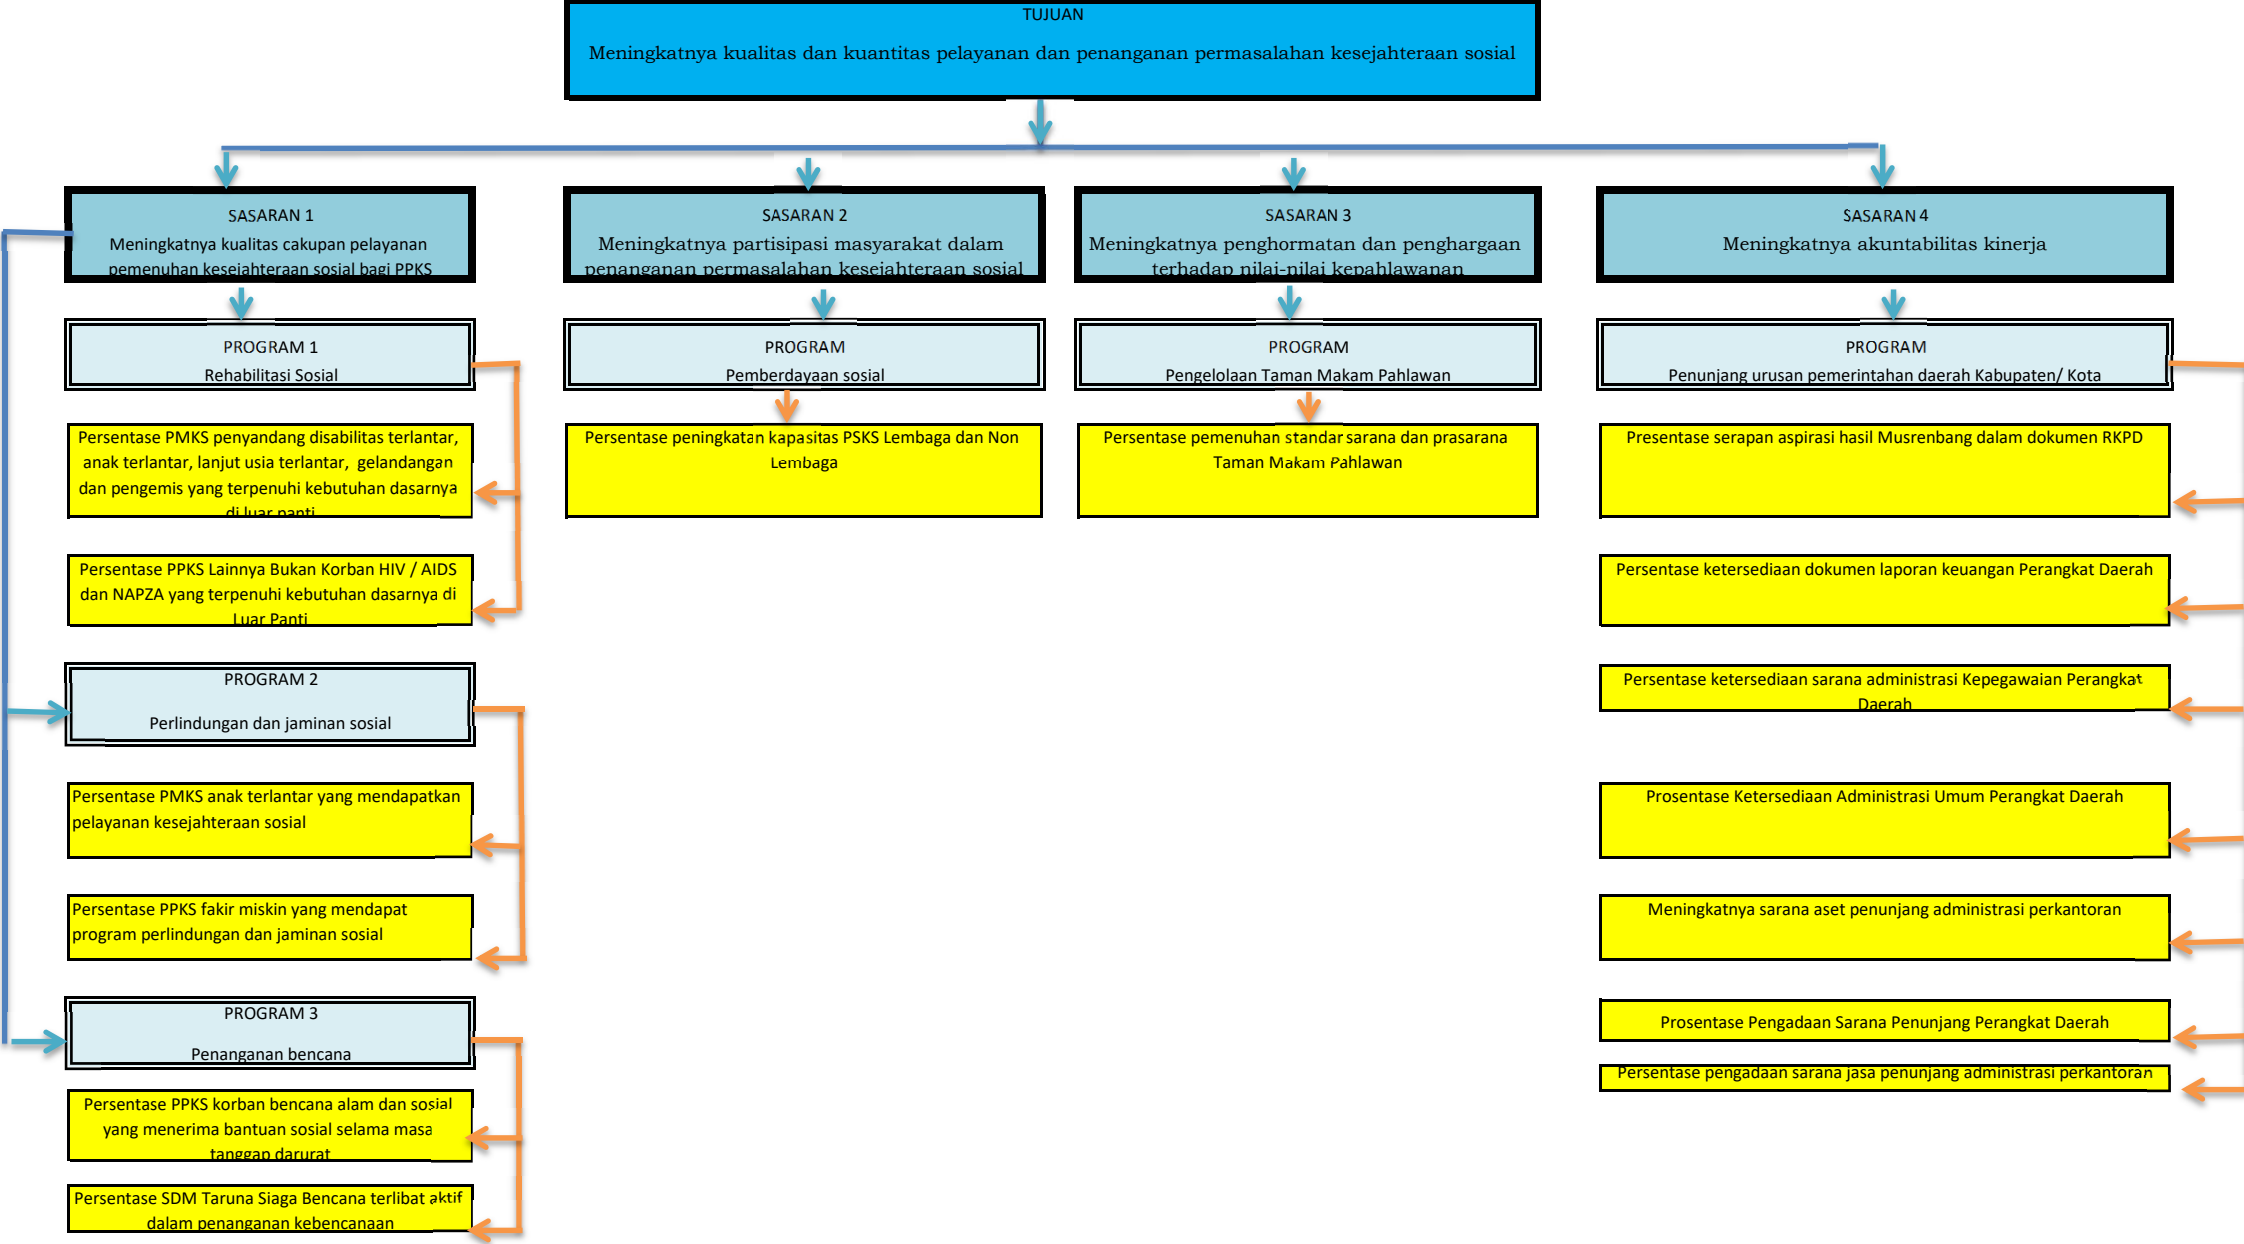 TUJUAN
Meningkatnya kualitas dan kuantitas pelayanan dan penanganan permasalahan kesejahteraan sosial
SASARAN 1
Meningkatnya kualitas cakupan pelayanan
pemenuhan kesejahteraan sosial bagi PPKS
SASARAN 2
Meningkatnya partisipasi masyarakat dalam
penanganan permasalahan kesejahteraan sosial
SASARAN 3
Meningkatnya penghormatan dan penghargaan
terhadap nilai-nilai kepahlawanan
SASARAN 4
Meningkatnya akuntabilitas kinerja
PROGRAM 1
Rehabilitasi Sosial
PROGRAM
Pemberdayaan sosial
PROGRAM
Pengelolaan Taman Makam Pahlawan
PROGRAM
Penunjang urusan pemerintahan daerah Kabupaten/ Kota
Persentase PMKS penyandang disabilitas terlantar,
anak terlantar, lanjut usia terlantar, gelandangan
dan pengemis yang terpenuhi kebutuhan dasarnya
di luar panti
Persentase peningkatan kapasitas PSKS Lembaga dan Non
Lembaga
Persentase pemenuhan standar sarana dan prasarana
Taman Makam Pahlawan
Presentase serapan aspirasi hasil Musrenbang dalam dokumen RKPD
Persentase PPKS Lainnya Bukan Korban HIV / AIDS
dan NAPZA yang terpenuhi kebutuhan dasarnya di
Luar Panti
Persentase ketersediaan dokumen laporan keuangan Perangkat Daerah
PROGRAM 2
Perlindungan dan jaminan sosial
Persentase ketersediaan sarana administrasi Kepegawaian Perangkat
Daerah
Persentase PMKS anak terlantar yang mendapatkan
pelayanan kesejahteraan sosial
Prosentase Ketersediaan Administrasi Umum Perangkat Daerah
Persentase PPKS fakir miskin yang mendapat
program perlindungan dan jaminan sosial
Meningkatnya sarana aset penunjang administrasi perkantoran
PROGRAM 3
Penanganan bencana
Prosentase Pengadaan Sarana Penunjang Perangkat Daerah
Persentase pengadaan sarana jasa penunjang administrasi perkantoran
Persentase PPKS korban bencana alam dan sosial
yang menerima bantuan sosial selama masa
tanggap darurat
Persentase SDM Taruna Siaga Bencana terlibat aktif
dalam penanganan kebencanaan